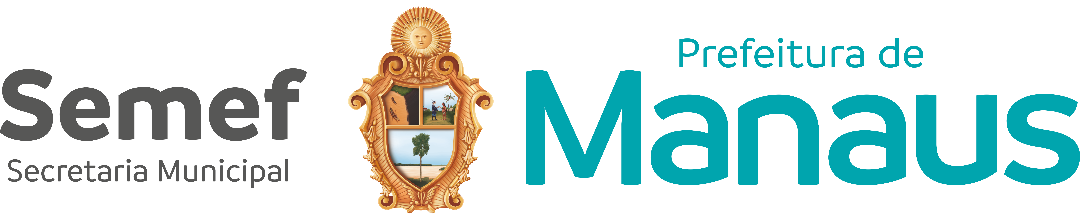 Semef
Secretaria Municipal
Prefeitura de
Manaus